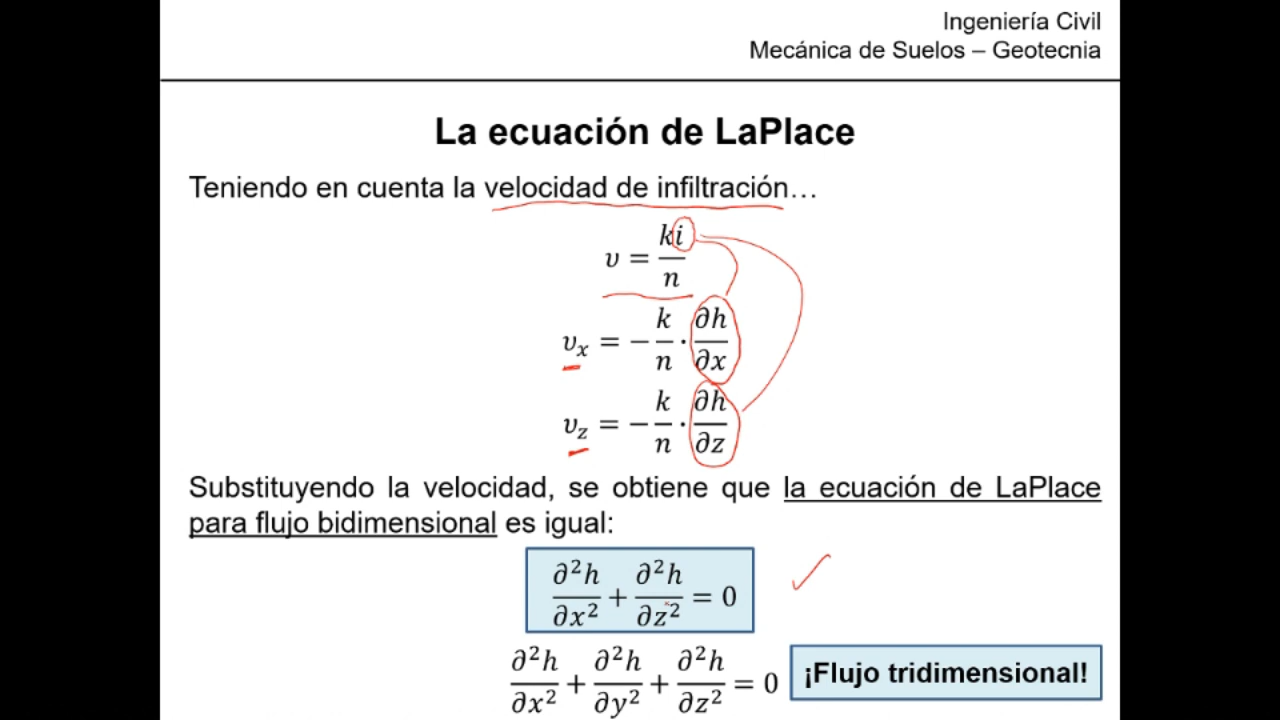 Ingeniería Civil
Mecánica de Suelos – Geotecnia
La ecuación de LaPlace
Teniendo en cuenta la velocidad de infiltración…
υ = ki/n
υₓ = −k/n · ∂h/∂x
υ_z = −k/n · ∂h/∂z
Substituyendo la velocidad, se obtiene que la ecuación de LaPlace
para flujo bidimensional es igual:
∂²h/∂x² + ∂²h/∂z² = 0
∂²h/∂x² + ∂²h/∂y² + ∂²h/∂z² = 0 ¡Flujo tridimensional!